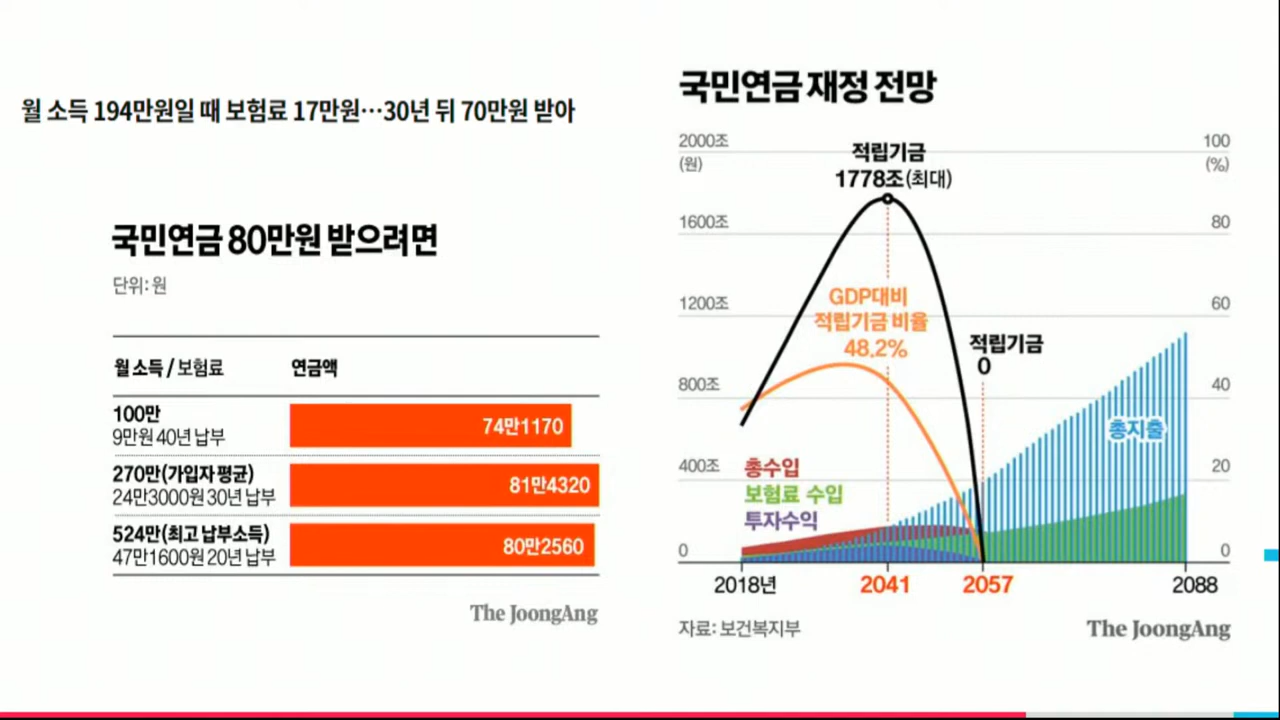 월 소득 194만원일 때 보험료 17만원…30년 뒤 70만원 받아
국민연금 80만원 받으려면
단위: 원
월 소득 / 보험료 연금액
100만
9만원 40년 납부
74만1170
270만(가입자 평균)
24만3000원 30년 납부
81만4320
524만(최고 납부소득)
47만1600원 20년 납부
80만2560
The JoongAng
국민연금 재정 전망
2000조
(원)
100
(%)
적립기금
1778조(최대)
1600조
80
GDP대비
적립기금 비율
48.2%
1200조
60
적립기금
0
800조
40
총지출
400조
20
총수입
보험료 수입
투자수익
0
0
2018년
2041
2057
2088
자료: 보건복지부
The JoongAng